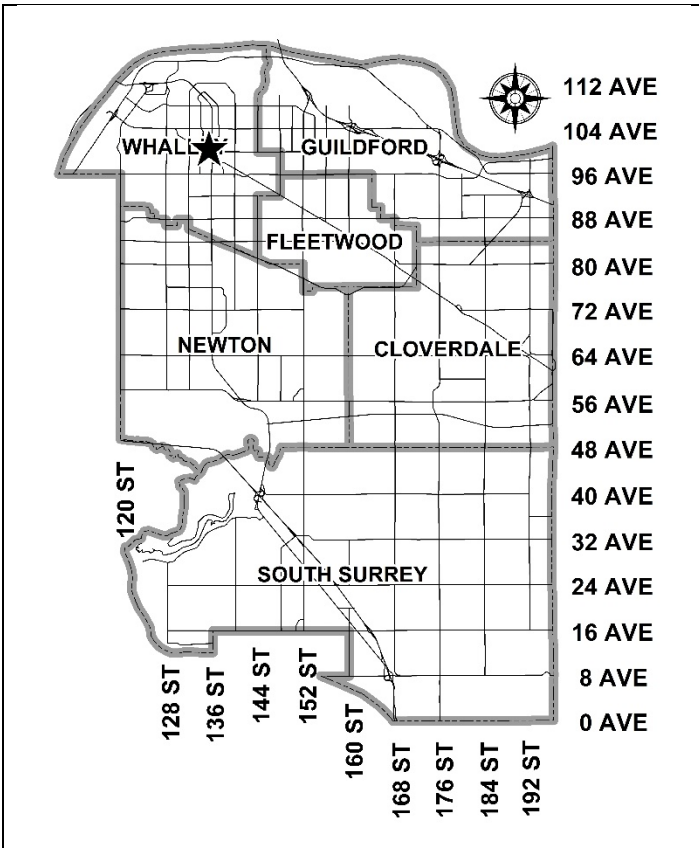 112 AVE
104 AVE
WHALL
GUILDFORD
96 AVE
88 AVE
FLEETWOOD
80 AVE
72 AVE
NEWTON
CLOVERDALE
64 AVE
56 AVE
48 AVE
120 ST
40 AVE
32 AVE
SOUTH SURREY
24 AVE
16 AVE
8 AVE
0 AVE
128 ST
136 ST
144 ST
152 ST
160 ST
168 ST
176 ST
184 ST
192 ST